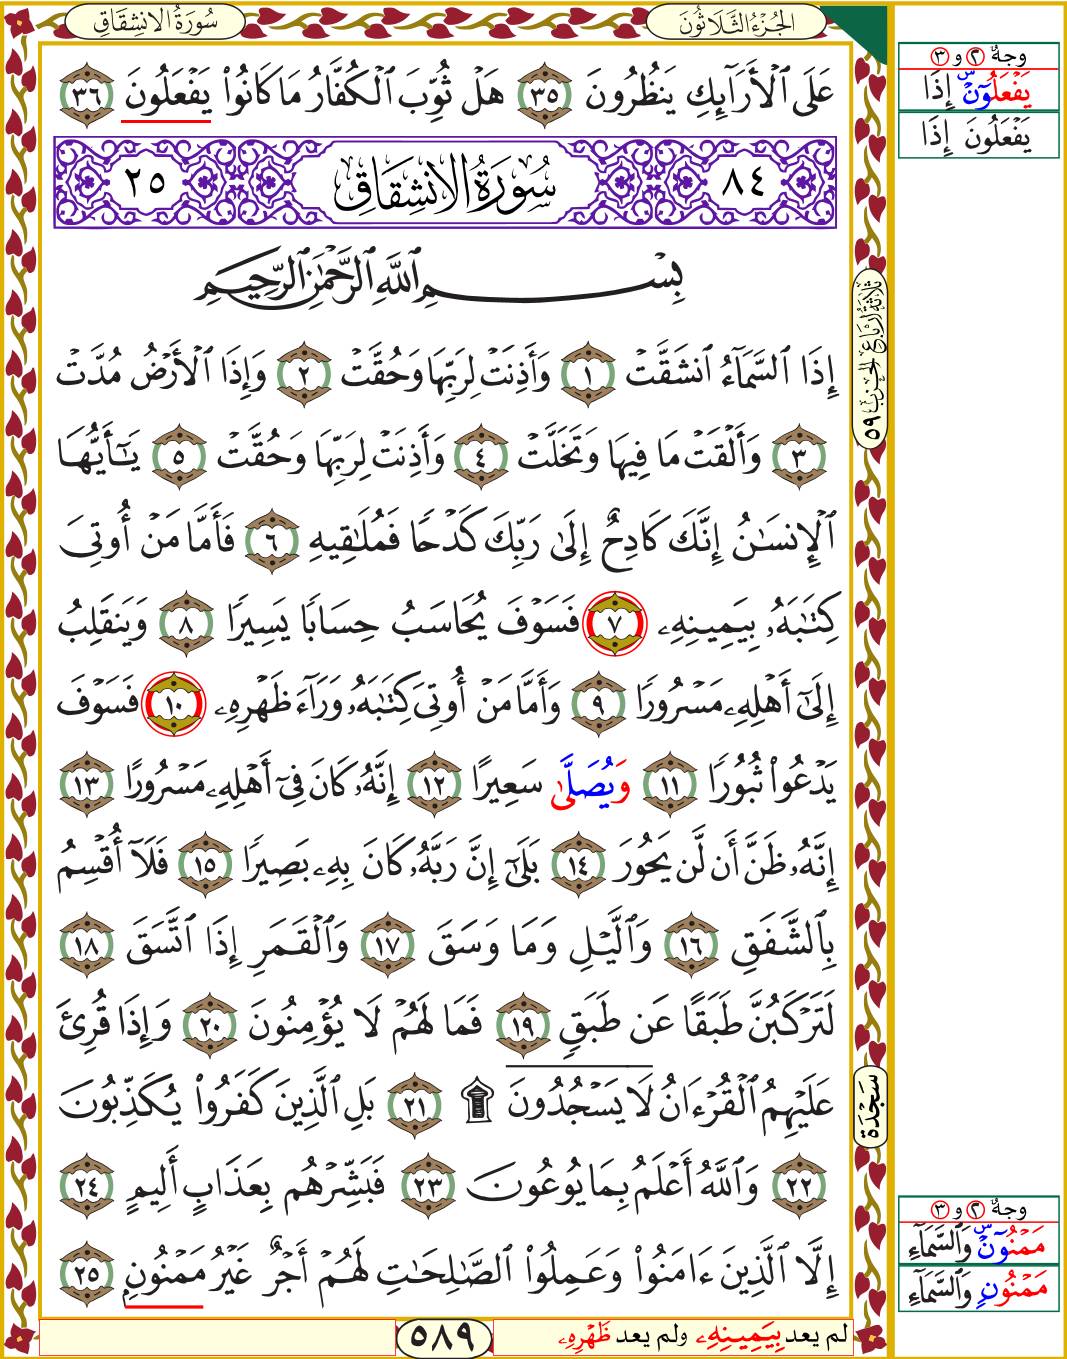 سُورَةُ الانشِقَاقِ
الجُزْءُ الثَّلَاثُونَ
عَلَى ٱلْأَرَآئِكِ يَنظُرُونَ ٣٥ هَلْ ثُوِّبَ ٱلْكُفَّارُ مَا كَانُوا۟ يَفْعَلُونَ ٣٦
٨٤ سُورَةُ الانشِقَاقِ ٢٥
بِسْمِ ٱللَّهِ ٱلرَّحْمَٰنِ ٱلرَّحِيمِ
إِذَا ٱلسَّمَآءُ ٱنشَقَّتْ ١ وَأَذِنَتْ لِرَبِّهَا وَحُقَّتْ ٢ وَإِذَا ٱلْأَرْضُ مُدَّتْ
٣ وَأَلْقَتْ مَا فِيهَا وَتَخَلَّتْ ٤ وَأَذِنَتْ لِرَبِّهَا وَحُقَّتْ ٥ يَٰٓأَيُّهَا
ٱلْإِنسَٰنُ إِنَّكَ كَادِحٌ إِلَىٰ رَبِّكَ كَدْحًا فَمُلَٰقِيهِ ٦ فَأَمَّا مَنْ أُوتِىَ
كِتَٰبَهُۥ بِيَمِينِهِۦ ٧ فَسَوْفَ يُحَاسَبُ حِسَابًا يَسِيرًا ٨ وَيَنقَلِبُ
إِلَىٰٓ أَهْلِهِۦ مَسْرُورًا ٩ وَأَمَّا مَنْ أُوتِىَ كِتَٰبَهُۥ وَرَآءَ ظَهْرِهِۦ ١٠ فَسَوْفَ
يَدْعُوا۟ ثُبُورًا ١١ وَيُصَلَّىٰ سَعِيرًا ١٢ إِنَّهُۥ كَانَ فِىٓ أَهْلِهِۦ مَسْرُورًا ١٣
إِنَّهُۥ ظَنَّ أَن لَّن يَحُورَ ١٤ بَلَىٰٓ إِنَّ رَبَّهُۥ كَانَ بِهِۦ بَصِيرًا ١٥ فَلَآ أُقْسِمُ
بِٱلشَّفَقِ ١٦ وَٱلَّيْلِ وَمَا وَسَقَ ١٧ وَٱلْقَمَرِ إِذَا ٱتَّسَقَ ١٨
لَتَرْكَبُنَّ طَبَقًا عَن طَبَقٍ ١٩ فَمَا لَهُمْ لَا يُؤْمِنُونَ ٢٠ وَإِذَا قُرِئَ
عَلَيْهِمُ ٱلْقُرْءَانُ لَا يَسْجُدُونَ ۩ ٢١ بَلِ ٱلَّذِينَ كَفَرُوا۟ يُكَذِّبُونَ
٢٢ وَٱللَّهُ أَعْلَمُ بِمَا يُوعُونَ ٢٣ فَبَشِّرْهُم بِعَذَابٍ أَلِيمٍ ٢٤
إِلَّا ٱلَّذِينَ ءَامَنُوا۟ وَعَمِلُوا۟ ٱلصَّٰلِحَٰتِ لَهُمْ أَجْرٌ غَيْرُ مَمْنُونٍ ٢٥
لم يعد بِيَمِينِهِۦ ولم يعد ظَهْرِهِۦ
٥٨٩
ثلاثة أرباع الحزب ٥٩
سَجْدَة
وجهٌ ٢ و ٣
يَفْعَلُوٓنَ س إِذَا
يَفْعَلُونَ إِذَا
وجهٌ ٢ و ٣
مَمْنُوٓنٍ س وَٱلسَّمَآءِ
مَمْنُونٍ وَٱلسَّمَآءِ